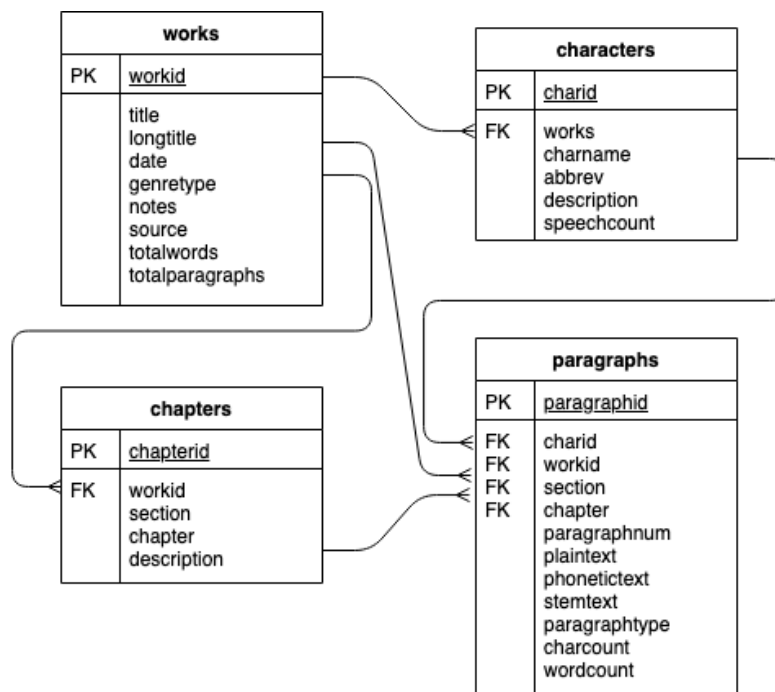 works
PK workid
title
longtitle
date
genretype
notes
source
totalwords
totalparagraphs
characters
PK charid
FK works
charname
abbrev
description
speechcount
chapters
PK chapterid
FK workid
section
chapter
description
paragraphs
PK paragraphid
FK charid
FK workid
FK section
FK chapter
paragraphnum
plaintext
phonetictext
stemtext
paragraphtype
charcount
wordcount